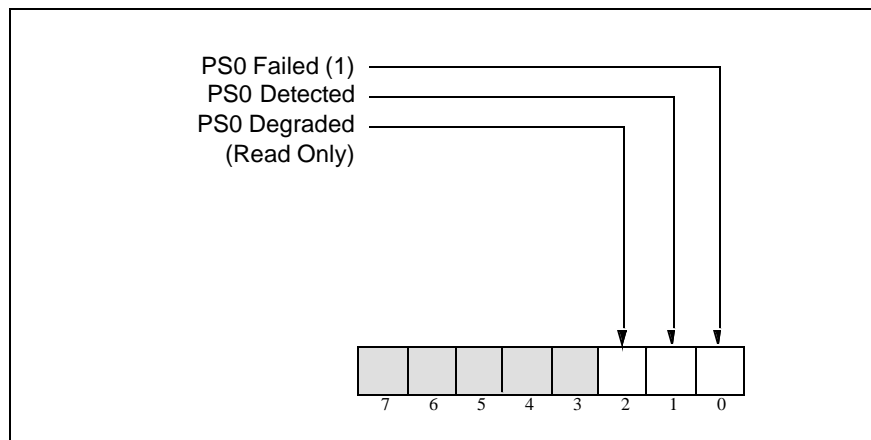 PS0 Failed (1)
PS0 Detected
PS0 Degraded
(Read Only)
7 6 5 4 3 2 1 0